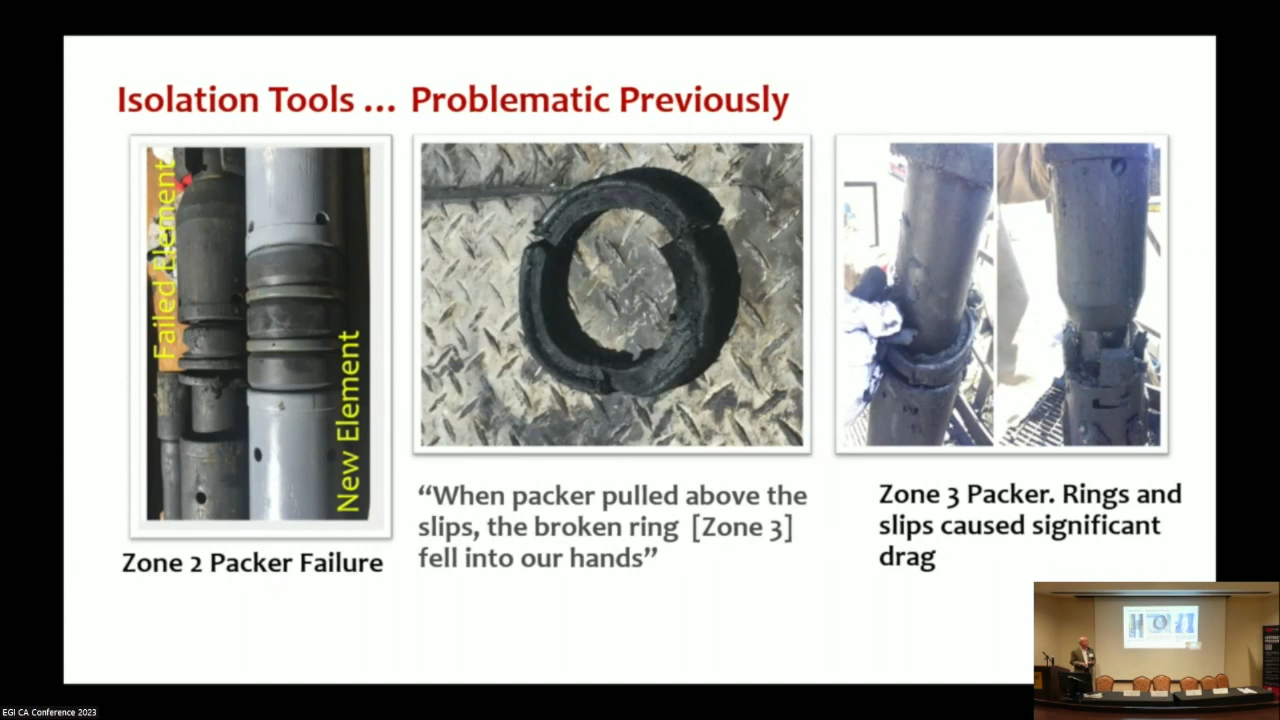 Isolation Tools ... Problematic Previously
Failed Element
New Element
Zone 2 Packer Failure
“When packer pulled above the
slips, the broken ring [Zone 3]
fell into our hands”
Zone 3 Packer. Rings and
slips caused significant
drag
EGI CA Conference 2023